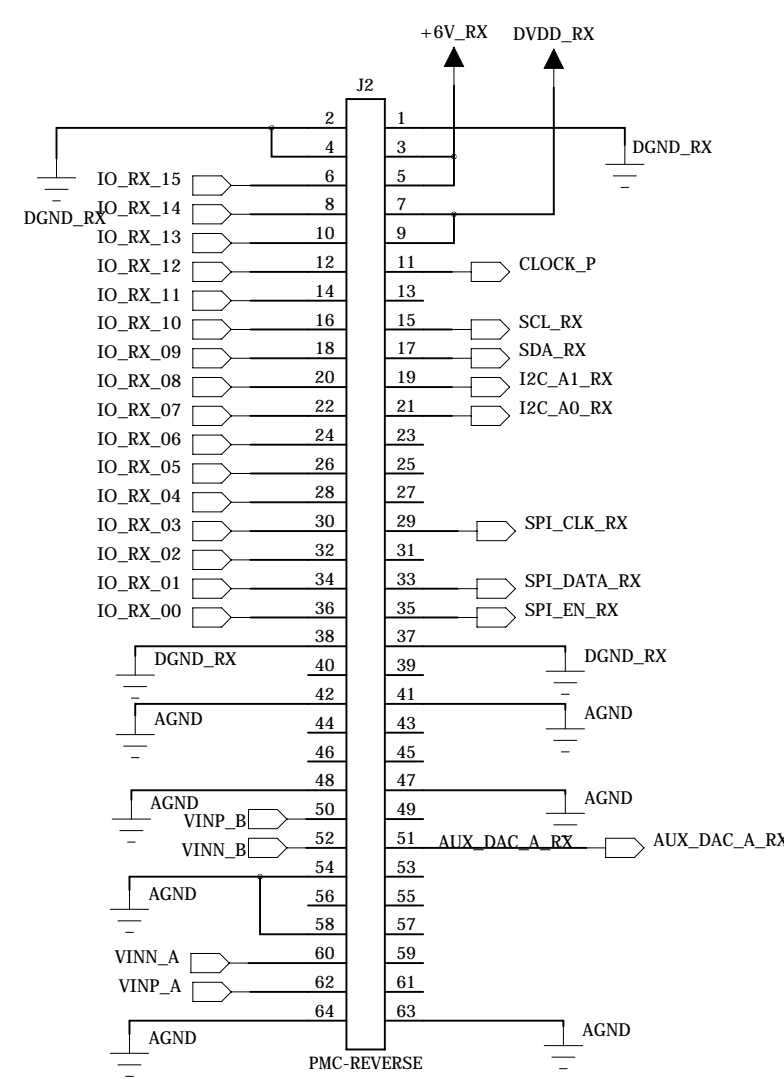 +6V_RX DVDD_RX
J2
2 1
4 3 DGND_RX
IO_RX_15 6 5
DGND_RX IO_RX_14 8 7
IO_RX_13 10 9
IO_RX_12 12 11 CLOCK_P
IO_RX_11 14 13
IO_RX_10 16 15 SCL_RX
IO_RX_09 18 17 SDA_RX
IO_RX_08 20 19 I2C_A1_RX
IO_RX_07 22 21 I2C_A0_RX
IO_RX_06 24 23
IO_RX_05 26 25
IO_RX_04 28 27
IO_RX_03 30 29 SPI_CLK_RX
IO_RX_02 32 31
IO_RX_01 34 33 SPI_DATA_RX
IO_RX_00 36 35 SPI_EN_RX
38 37
DGND_RX 40 39 DGND_RX
42 41
AGND 44 43 AGND
46 45
48 47
AGND AGND
VINP_B 50 49
VINN_B 52 51 AUX_DAC_A_RX AUX_DAC_A_RX
54 53
AGND 56 55
58 57
VINN_A 60 59
VINP_A 62 61
64 63
AGND AGND
PMC-REVERSE